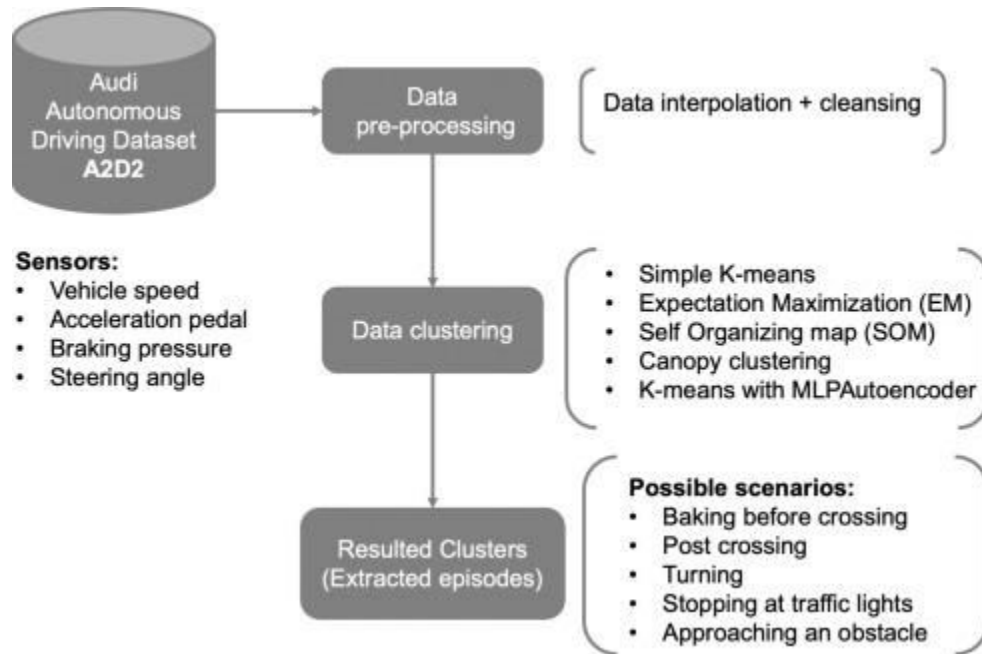 Audi
Autonomous
Driving Dataset
A2D2
Data
pre-processing
Data interpolation + cleansing
Sensors:
• Vehicle speed
• Acceleration pedal
• Braking pressure
• Steering angle
Data clustering
• Simple K-means
• Expectation Maximization (EM)
• Self Organizing map (SOM)
• Canopy clustering
• K-means with MLPAutoencoder
Resulted Clusters
(Extracted episodes)
Possible scenarios:
• Baking before crossing
• Post crossing
• Turning
• Stopping at traffic lights
• Approaching an obstacle